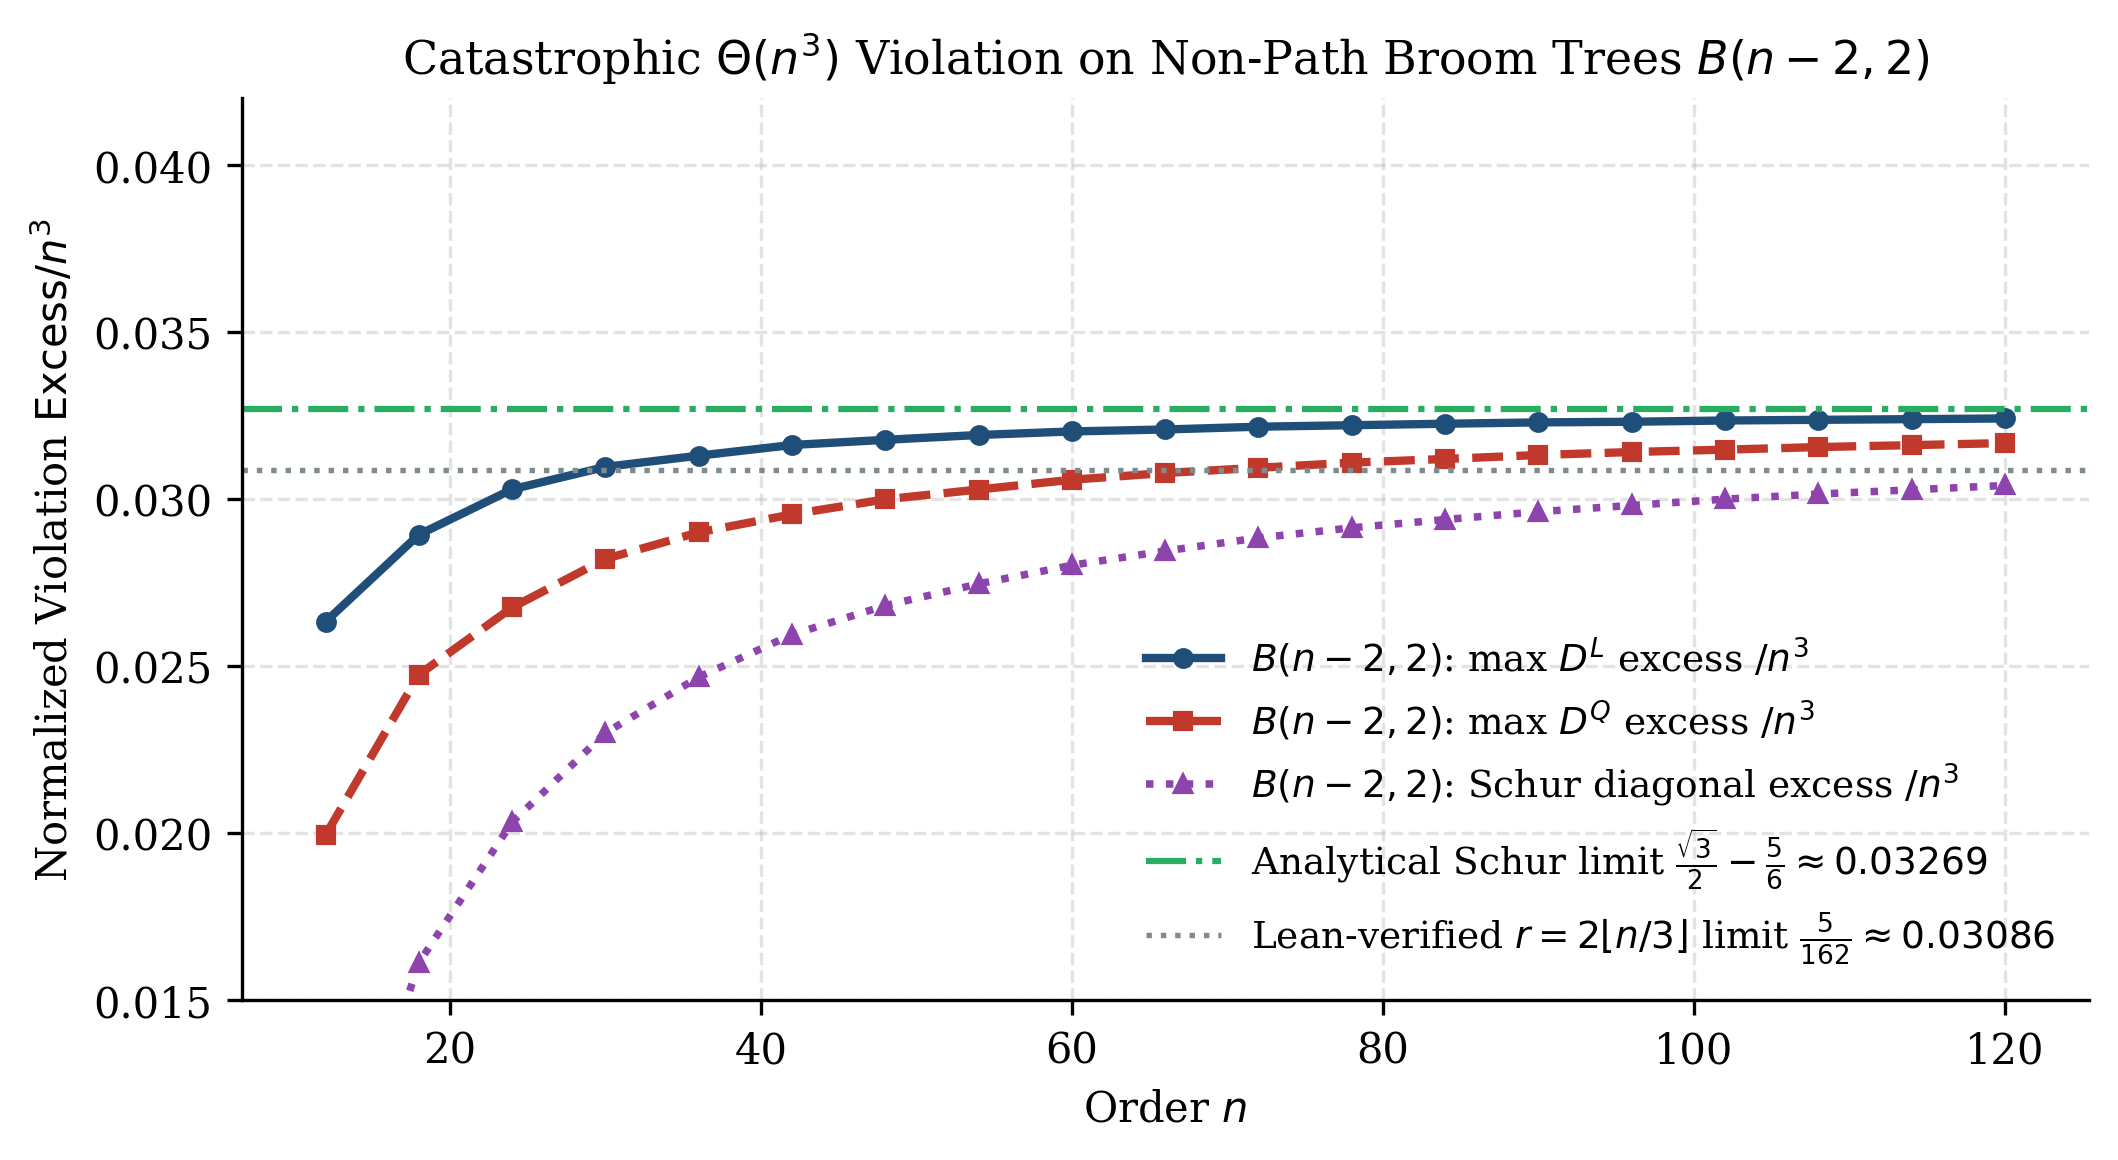 Catastrophic Θ(n³) Violation on Non-Path Broom Trees B(n − 2, 2)
Normalized Violation Excess/n³
0.040
0.035
0.030
0.025
0.020
0.015
20 40 60 80 100 120
Order n
B(n − 2, 2): max D^L excess /n³
B(n − 2, 2): max D^Q excess /n³
B(n − 2, 2): Schur diagonal excess /n³
Analytical Schur limit √3/2 − 5/6 ≈ 0.03269
Lean-verified r = 2⌊n/3⌋ limit 5/162 ≈ 0.03086